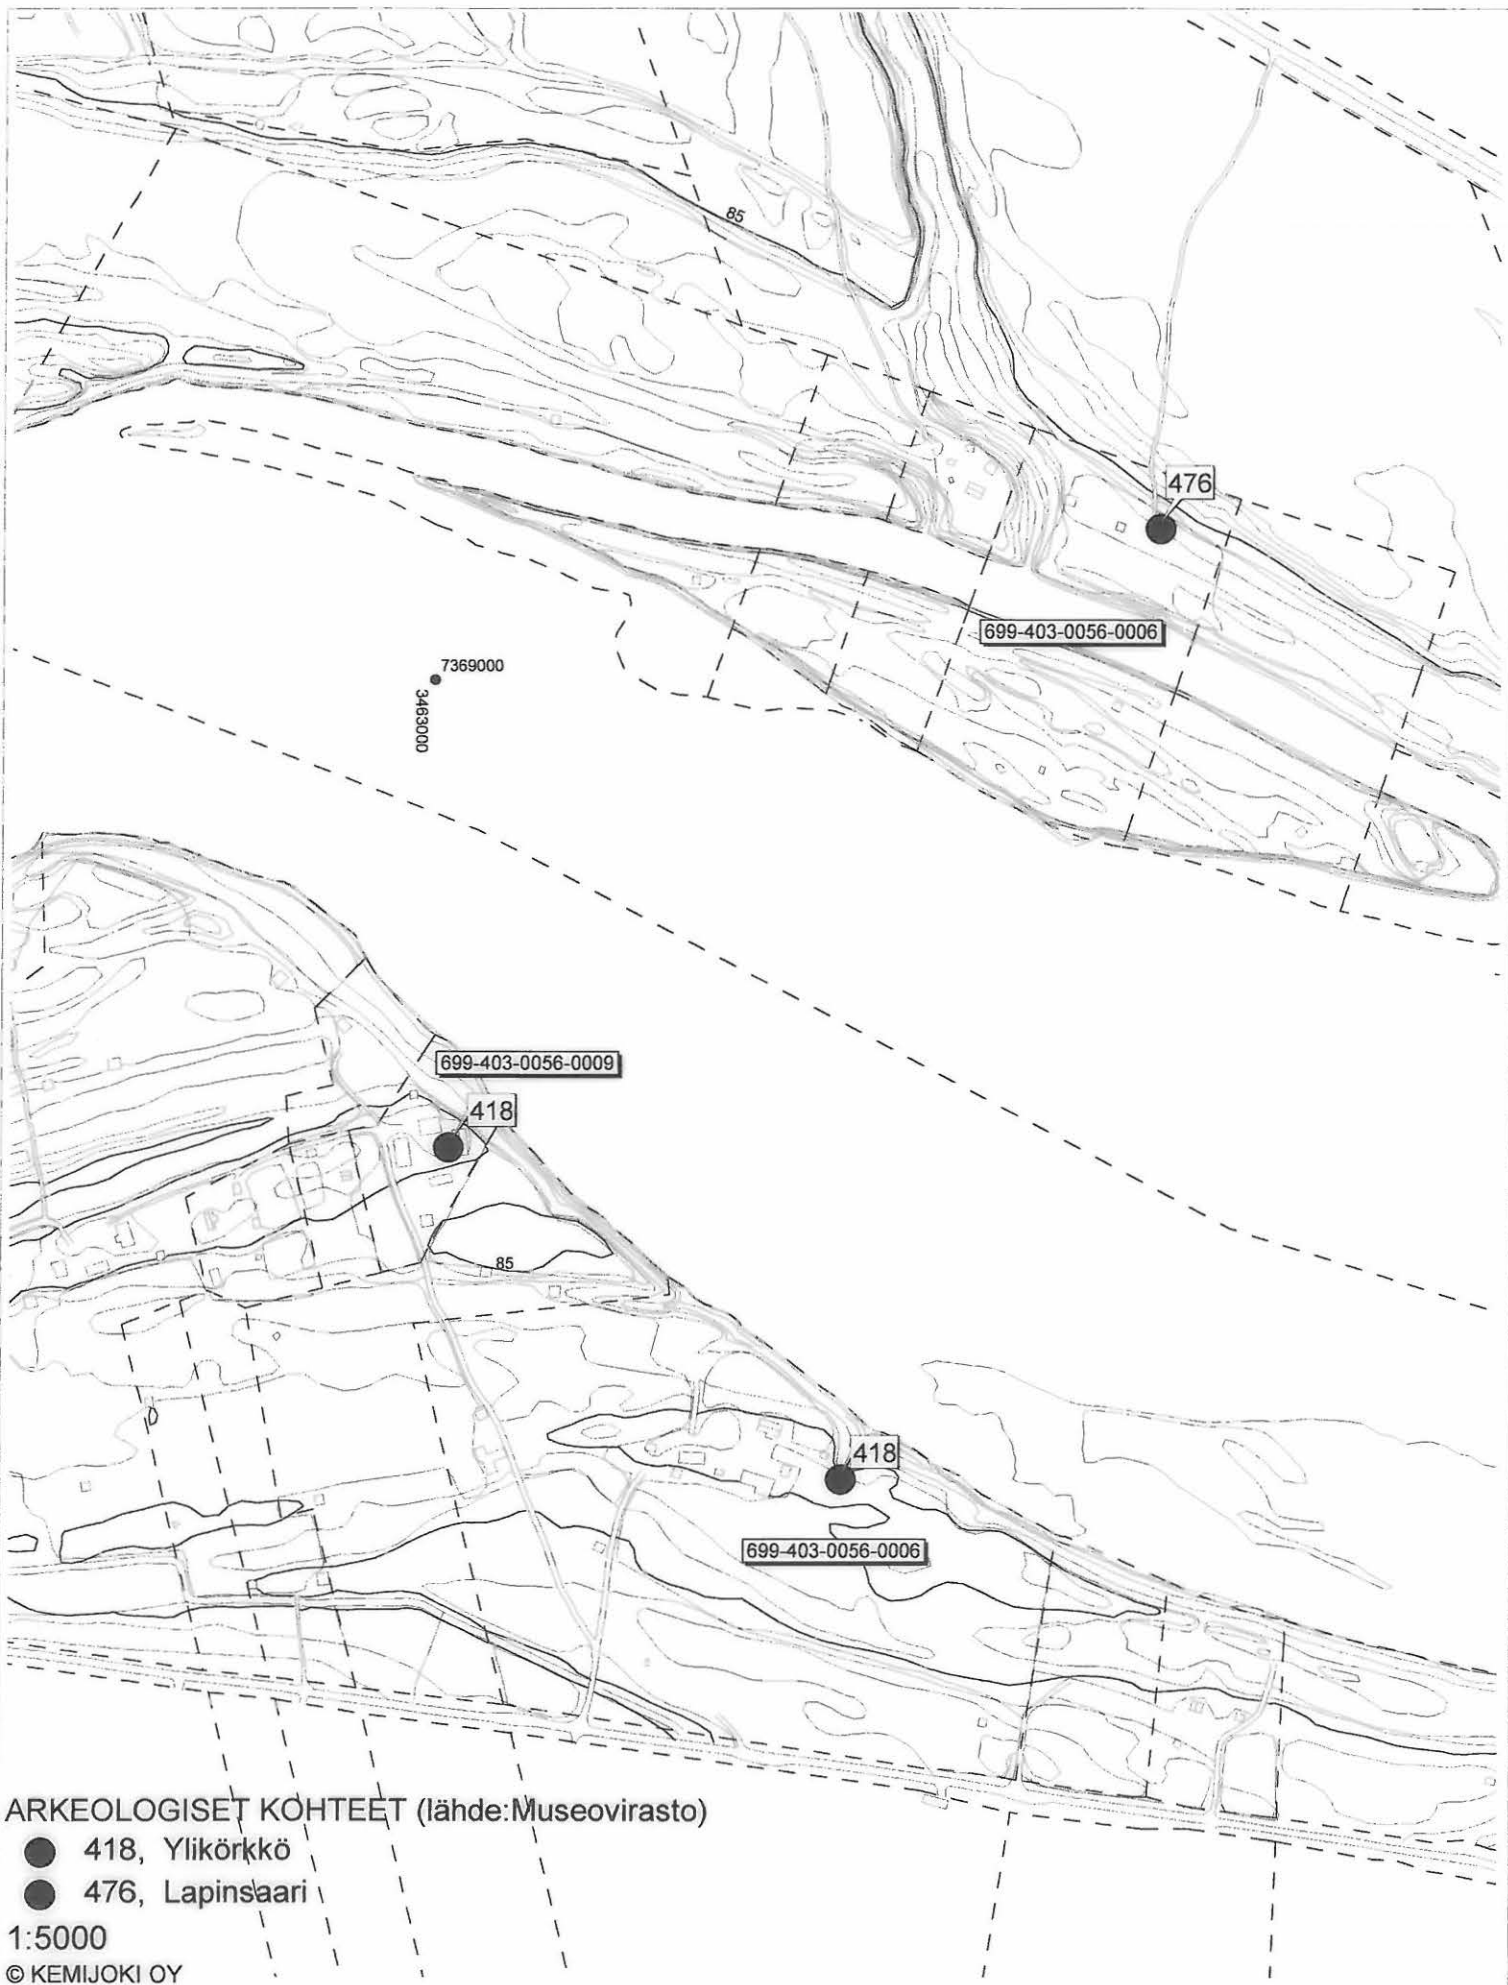 85
476
699-403-0056-0006
7369000
3463000
699-403-0056-0009
418
85
418
699-403-0056-0006
ARKEOLOGISET KOHTEET (lähde:Museovirasto)
418, Ylikörkkö
476, Lapinsaari
1:5000
© KEMIJOKI OY